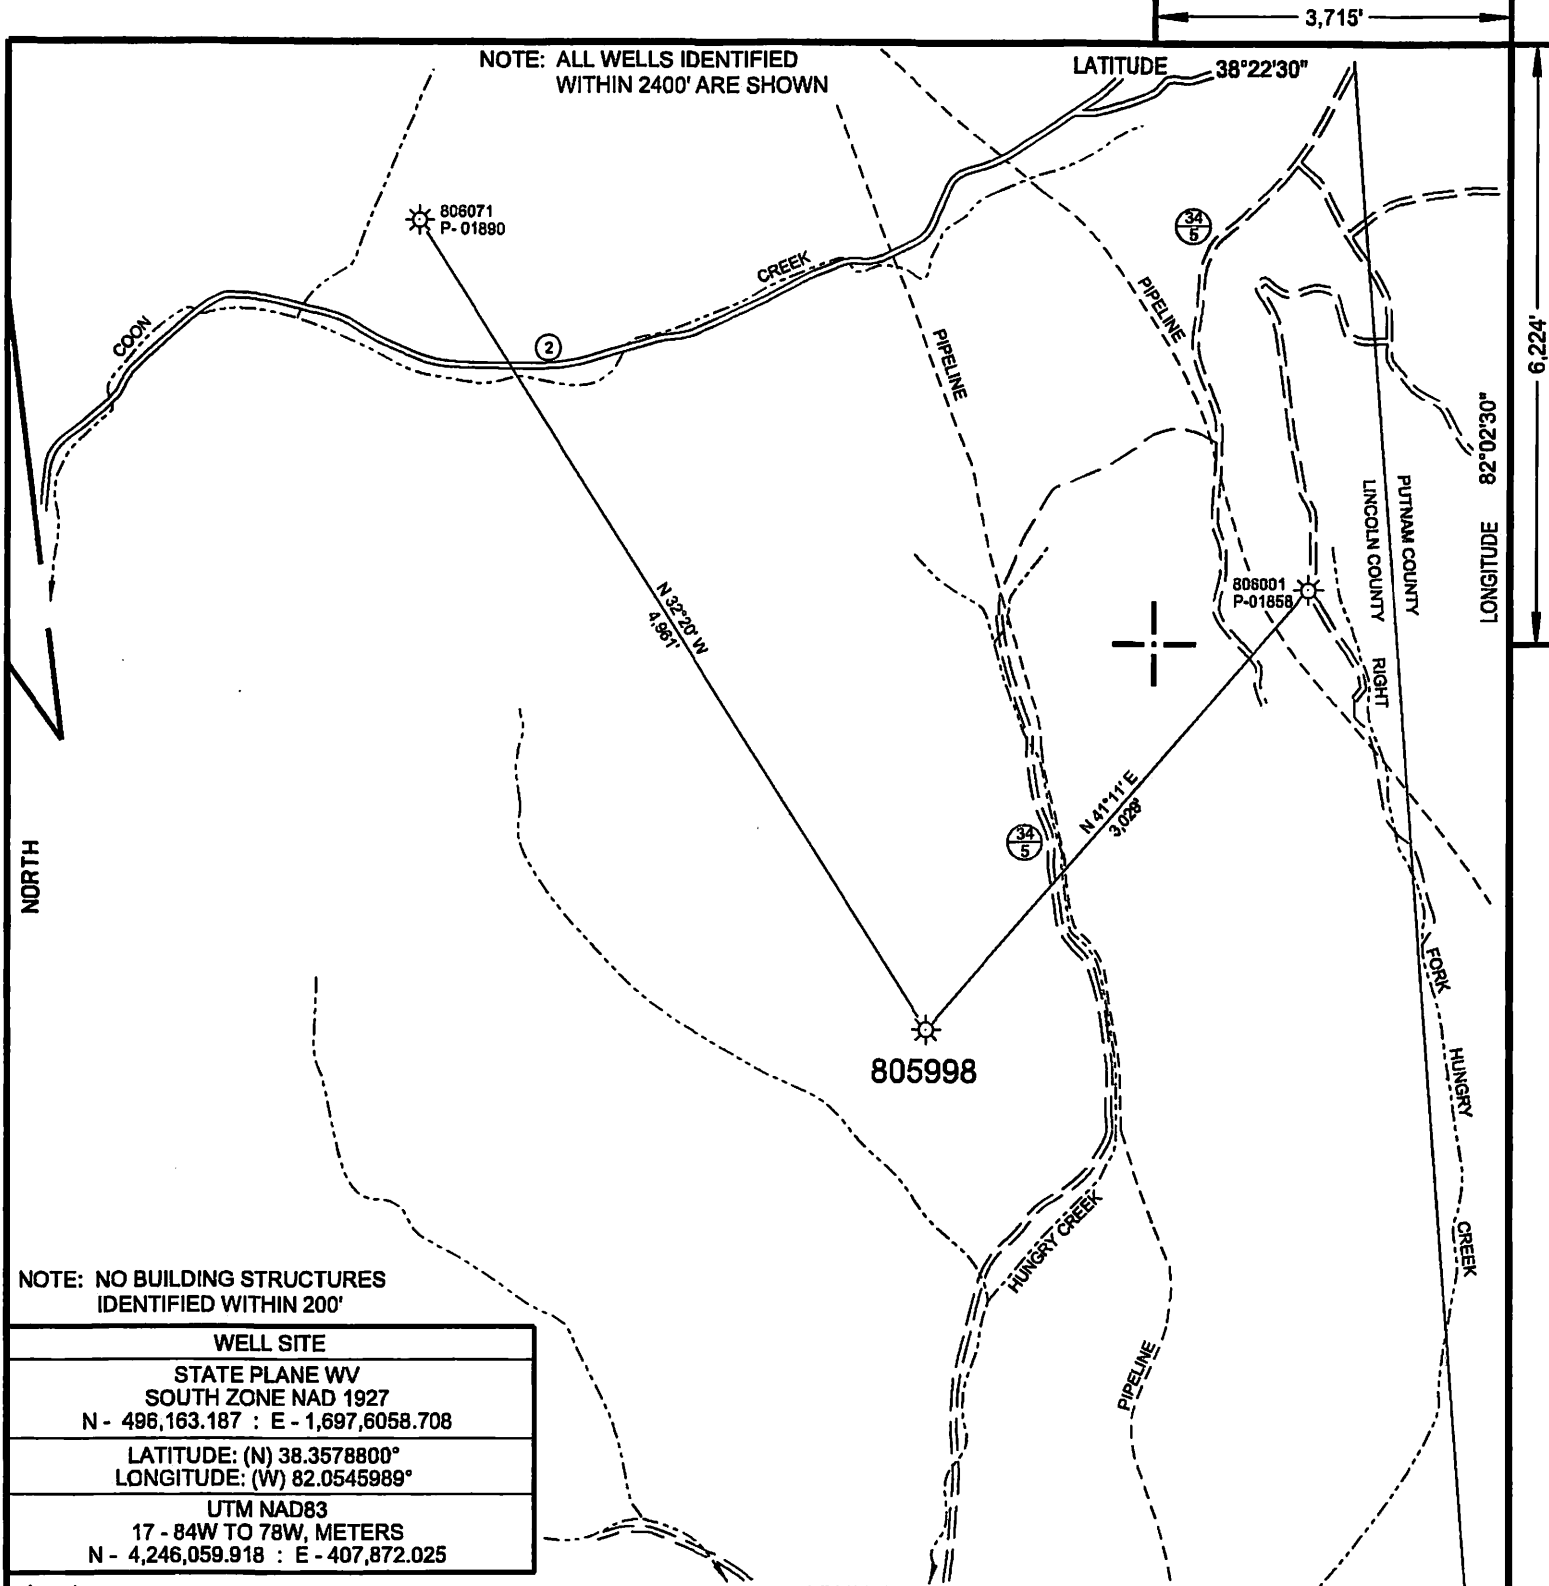 3,715'
NOTE: ALL WELLS IDENTIFIED
WITHIN 2400' ARE SHOWN
LATITUDE 38°22'30"
806071
P- 01890
34
5
CREEK
PIPELINE
COON
2
PIPELINE
6,224'
LONGITUDE 82°02'30"
PUTNAM COUNTY
LINCOLN COUNTY
806001
P-01858
N 32°20' W
4,961'
RIGHT
N 41°11' E
3,029'
34
5
NORTH
FORK
805998
HUNGRY
HUNGRY CREEK
CREEK
PIPELINE
NOTE: NO BUILDING STRUCTURES
IDENTIFIED WITHIN 200'
WELL SITE
STATE PLANE WV
SOUTH ZONE NAD 1927
N - 496,163.187 : E - 1,697,6058.708
LATITUDE: (N) 38.3578800°
LONGITUDE: (W) 82.0545989°
UTM NAD83
17 - 84W TO 78W, METERS
N - 4,246,059.918 : E - 407,872.025